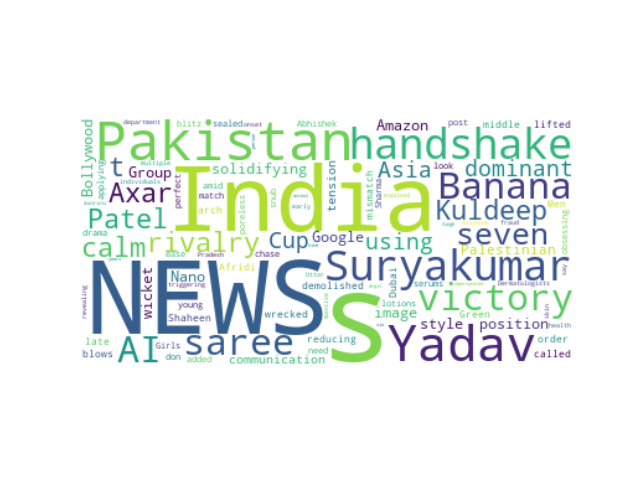 department
blitz
sealed
onset
Abhishek
Amazon
post
middle
lifted
Bollywood
Pakistan
handshake
applying
multiple
individuals
t
Group
perfect
solidifying
amid
snub
tension
Asia
mismatch
Sharma
look
dominant
India
Axar
match
arch
poreless
early
Banana
Men
obsessing
Patel
Kuldeep
seven
drama
calm
rivalry
Cup
Google
using
Palestinian
fraud
say
ease
Pradesh
chase
Afridi
Uttar
Dubai
Suryakumar
skin
revealing
NEWS
wicket
Nano
triggering
demolished
serums
Dermatologists
health
young
lotions
image
victory
Shaheen
wrecked
S
Green
style
position
late
AI
Girls
saree
reducing
Yadav
order
blows
don
added
communication
need
called